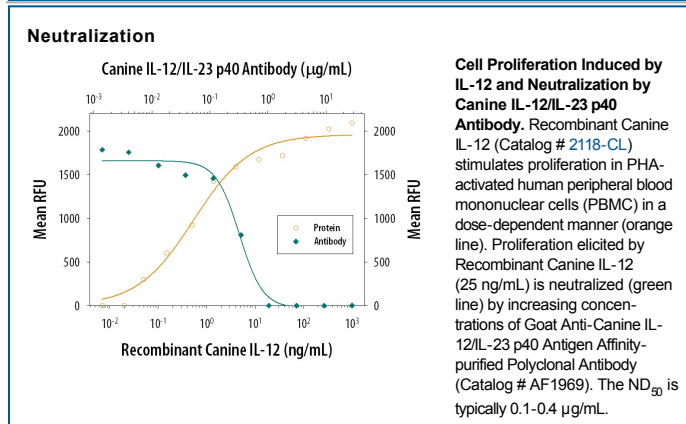 Neutralization
Canine IL-12/IL-23 p40 Antibody (μg/mL)
10-3 10-2 10-1 100 101
2000 2000
1500 1500
1000 1000
500 500
0 0
Mean RFU
Mean RFU
Protein
Antibody
10-2 10-1 100 101 102 103
Recombinant Canine IL-12 (ng/mL)
Cell Proliferation Induced by
IL-12 and Neutralization by
Canine IL-12/IL-23 p40
Antibody. Recombinant Canine
IL-12 (Catalog # 2118-CL)
stimulates proliferation in PHA-
activated human peripheral blood
mononuclear cells (PBMC) in a
dose-dependent manner (orange
line). Proliferation elicited by
Recombinant Canine IL-12
(25 ng/mL) is neutralized (green
line) by increasing concen-
trations of Goat Anti-Canine IL-
12/IL-23 p40 Antigen Affinity-
purified Polyclonal Antibody
(Catalog # AF1969). The ND50 is
typically 0.1-0.4 μg/mL.